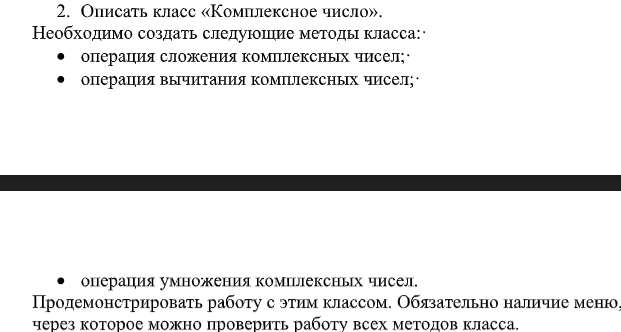 2. Описать класс «Комплексное число».
Необходимо создать следующие методы класса:
• операция сложения комплексных чисел;
• операция вычитания комплексных чисел;
• операция умножения комплексных чисел.
Продемонстрировать работу с этим классом. Обязательно наличие меню,
через которое можно проверить работу всех методов класса.